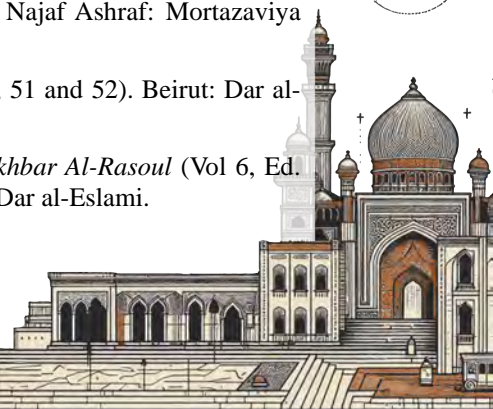 Najaf Ashraf: Mortazaviya
51 and 52). Beirut: Dar al-
khbar Al-Rasoul (Vol 6, Ed.
Dar al-Eslami.